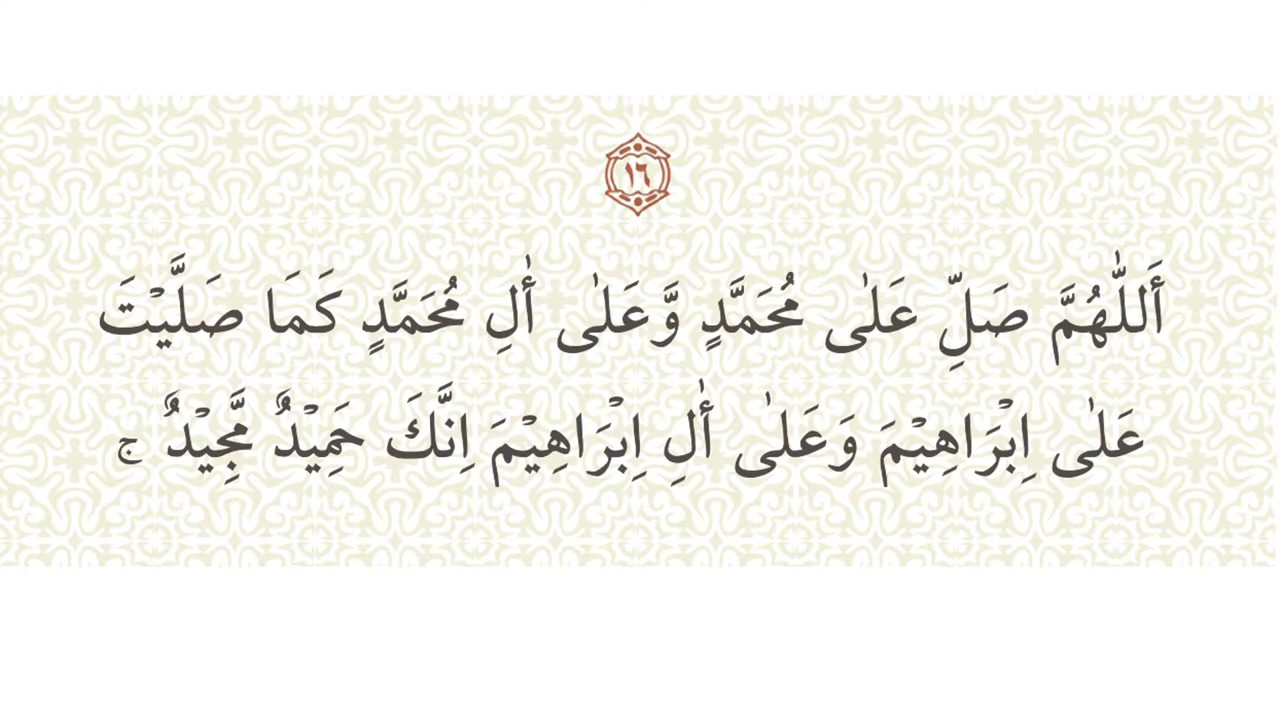 ١٦
أَللّٰهُمَّ صَلِّ عَلٰى مُحَمَّدٍ وَّعَلٰى أٰلِ مُحَمَّدٍ كَمَا صَلَّيْتَ
عَلٰى اِبْرَاهِيْمَ وَعَلٰى أٰلِ اِبْرَاهِيْمَ اِنَّكَ حَمِيْدٌ مَّجِيْدٌ ج